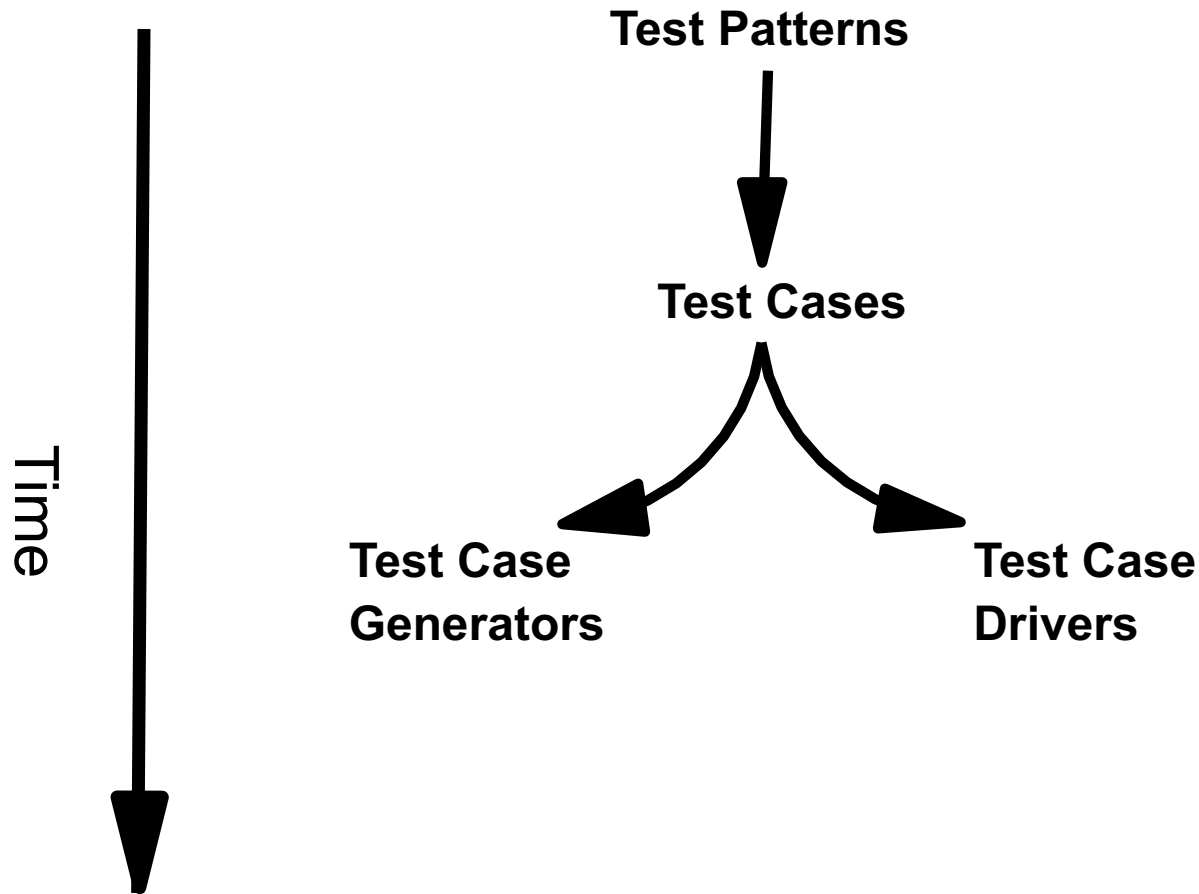 Test Patterns
Test Cases
Time
Test Case
Generators
Test Case
Drivers